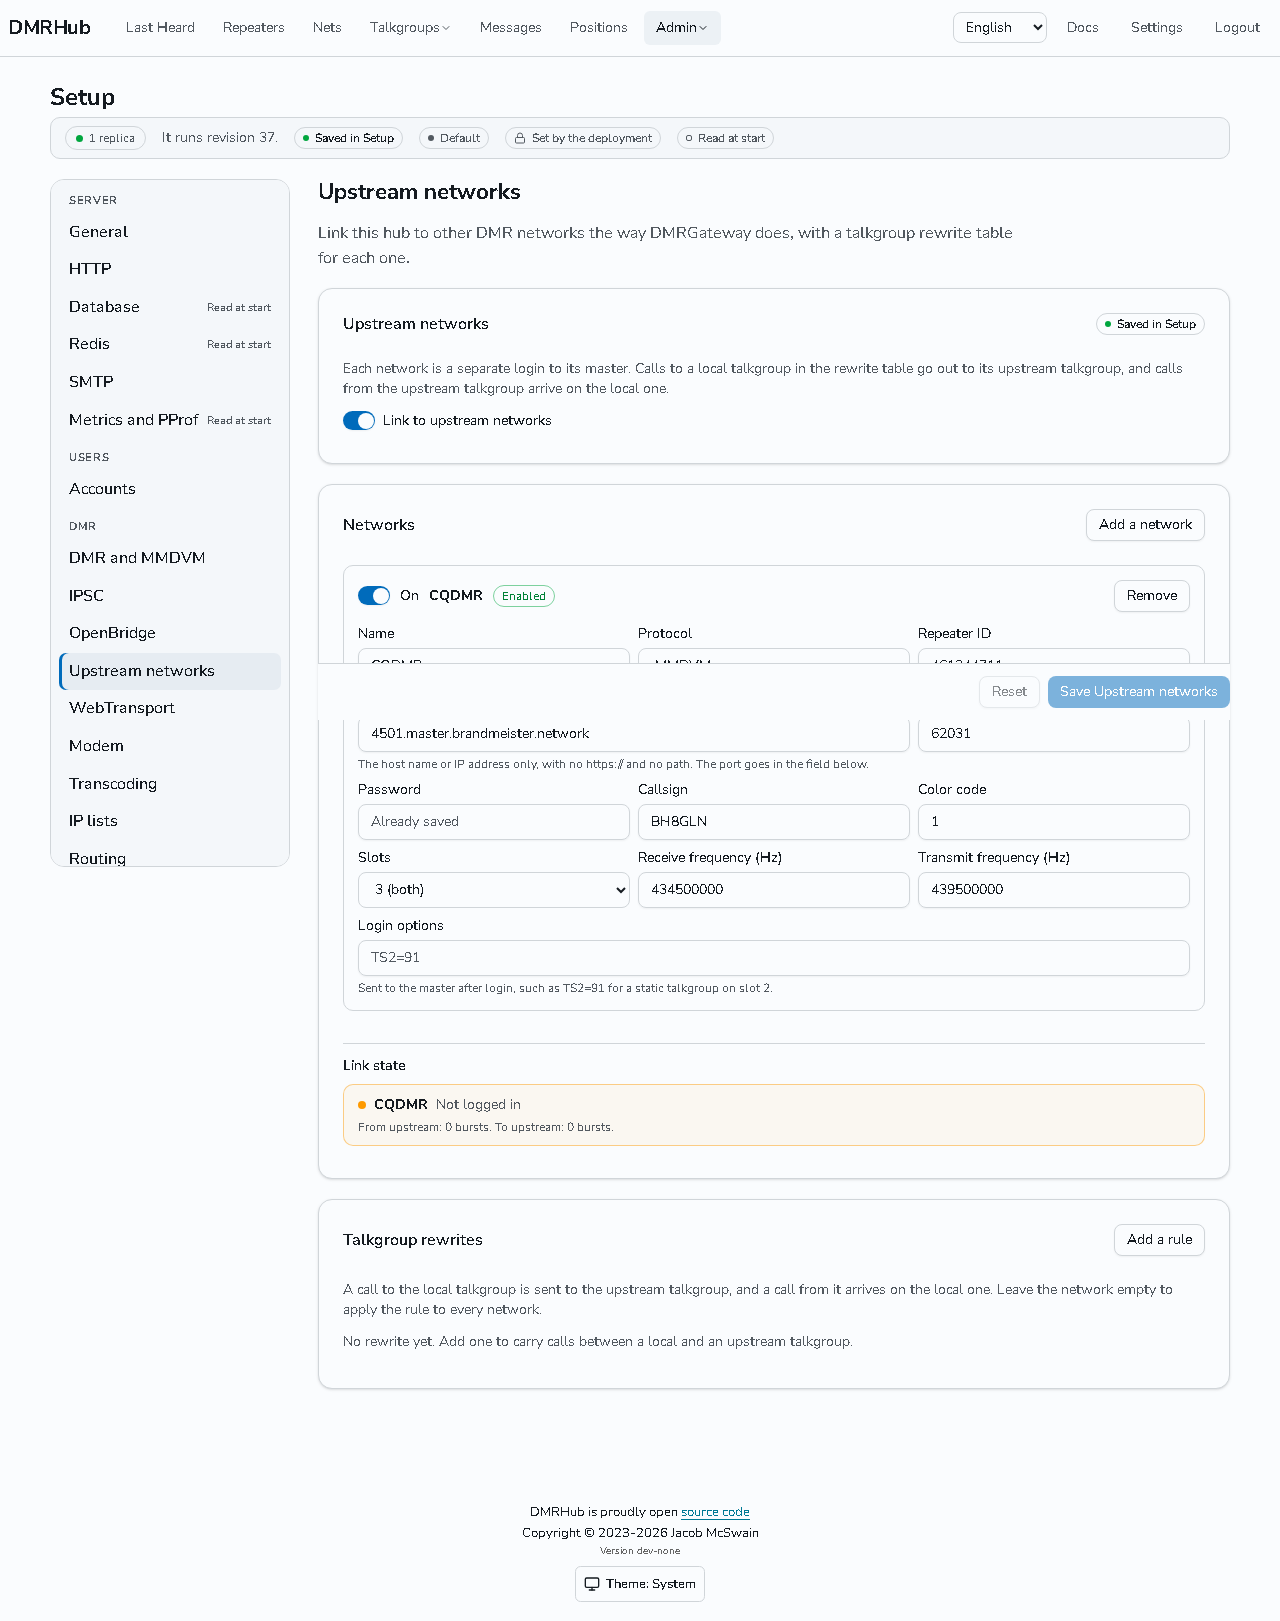 DMRHub Last Heard Repeaters Nets Talkgroups Messages Positions Admin English Docs Settings Logout
Setup
1 replica It runs revision 37. Saved in Setup Default Set by the deployment Read at start
SERVER
General
HTTP
Database Read at start
Redis Read at start
SMTP
Metrics and PProf Read at start
USERS
Accounts
DMR
DMR and MMDVM
IPSC
OpenBridge
Upstream networks
WebTransport
Modem
Transcoding
IP lists
Routing
Upstream networks
Link this hub to other DMR networks the way DMRGateway does, with a talkgroup rewrite table
for each one.
Upstream networks Saved in Setup
Each network is a separate login to its master. Calls to a local talkgroup in the rewrite table go out to its upstream talkgroup, and calls
from the upstream talkgroup arrive on the local one.
Link to upstream networks
Networks Add a network
On CQDMR Enabled Remove
Name Protocol Repeater ID
CQDMR MMDVM
Reset Save Upstream networks
4501.master.brandmeister.network 62031
The host name or IP address only, with no https:// and no path. The port goes in the field below.
Password Callsign Color code
Already saved BH8GLN 1
Slots Receive frequency (Hz) Transmit frequency (Hz)
3 (both) 434500000 439500000
Login options
TS2=91
Sent to the master after login, such as TS2=91 for a static talkgroup on slot 2.
Link state
CQDMR Not logged in
From upstream: 0 bursts. To upstream: 0 bursts.
Talkgroup rewrites Add a rule
A call to the local talkgroup is sent to the upstream talkgroup, and a call from it arrives on the local one. Leave the network empty to
apply the rule to every network.
No rewrite yet. Add one to carry calls between a local and an upstream talkgroup.
DMRHub is proudly open source code
Copyright © 2023-2026 Jacob McSwain
Version dev-none
Theme: System